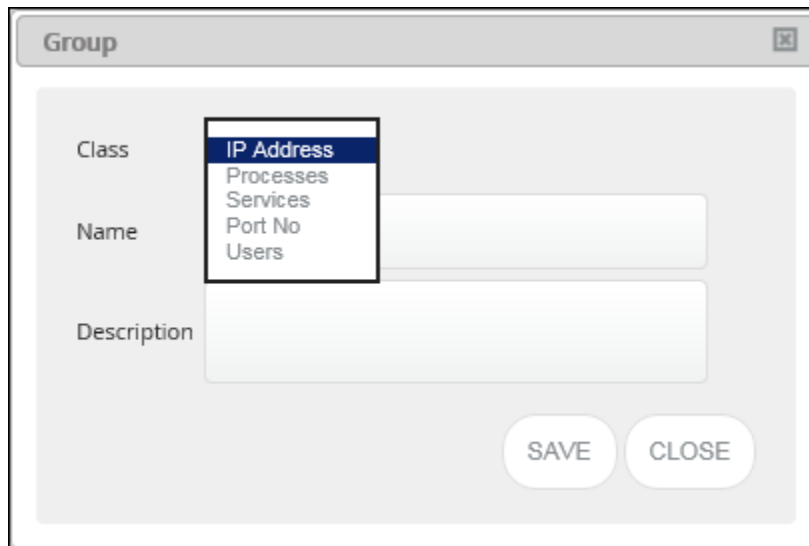 Group
Class
IP Address
Processes
Services
Port No
Users
Name
Description
SAVE CLOSE